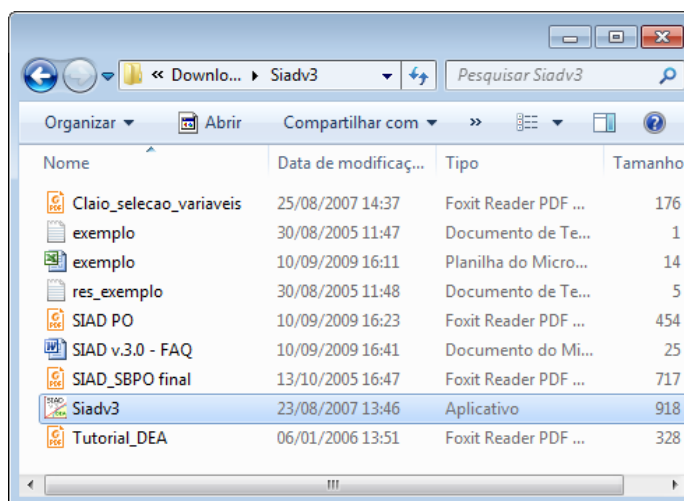 « Downlo... Siadv3 Pesquisar Siadv3
Organizar Abrir Compartilhar com »
Nome Data de modificaç... Tipo Tamanho
Claio_selecao_variaveis 25/08/2007 14:37 Foxit Reader PDF ... 176
exemplo 30/08/2005 11:47 Documento de Te... 1
exemplo 10/09/2009 16:11 Planilha do Micro... 14
res_exemplo 30/08/2005 11:48 Documento de Te... 5
SIAD PO 10/09/2009 16:23 Foxit Reader PDF ... 454
SIAD v.3.0 - FAQ 10/09/2009 16:41 Documento do Mi... 25
SIAD_SBPO final 13/10/2005 16:47 Foxit Reader PDF ... 717
Siadv3 23/08/2007 13:46 Aplicativo 918
Tutorial_DEA 06/01/2006 13:51 Foxit Reader PDF ... 328